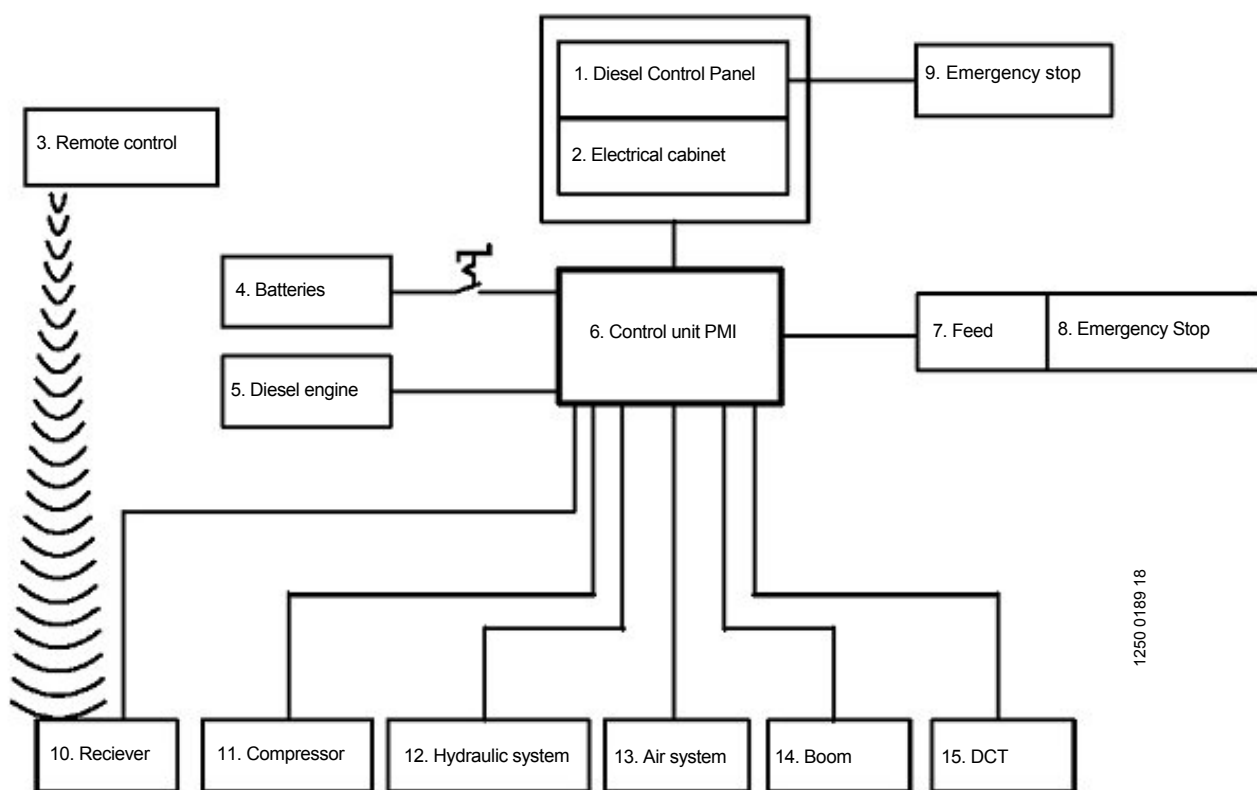 1. Diesel Control Panel
9. Emergency stop
2. Electrical cabinet
3. Remote control
4. Batteries
6. Control unit PMI
7. Feed
8. Emergency Stop
5. Diesel engine
10. Reciever
11. Compressor
12. Hydraulic system
13. Air system
14. Boom
15. DCT
1250 0189 18